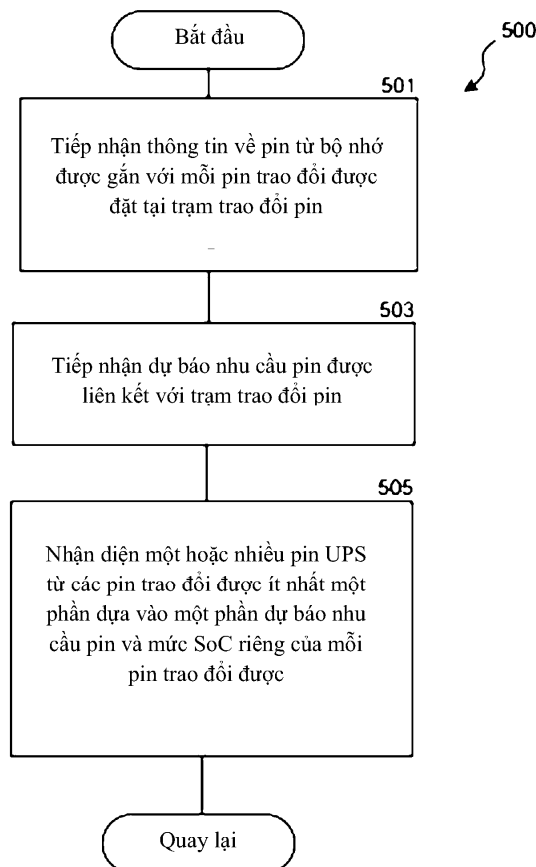 Bắt đầu
500
501
Tiếp nhận thông tin về pin từ bộ nhớ
được gắn với mỗi pin trao đổi được
đặt tại trạm trao đổi pin
503
Tiếp nhận dự báo nhu cầu pin được
liên kết với trạm trao đổi pin
505
Nhận diện một hoặc nhiều pin UPS
từ các pin trao đổi được ít nhất một
phần dựa vào một phần dự báo nhu
cầu pin và mức SoC riêng của mỗi
pin trao đổi được
Quay lại